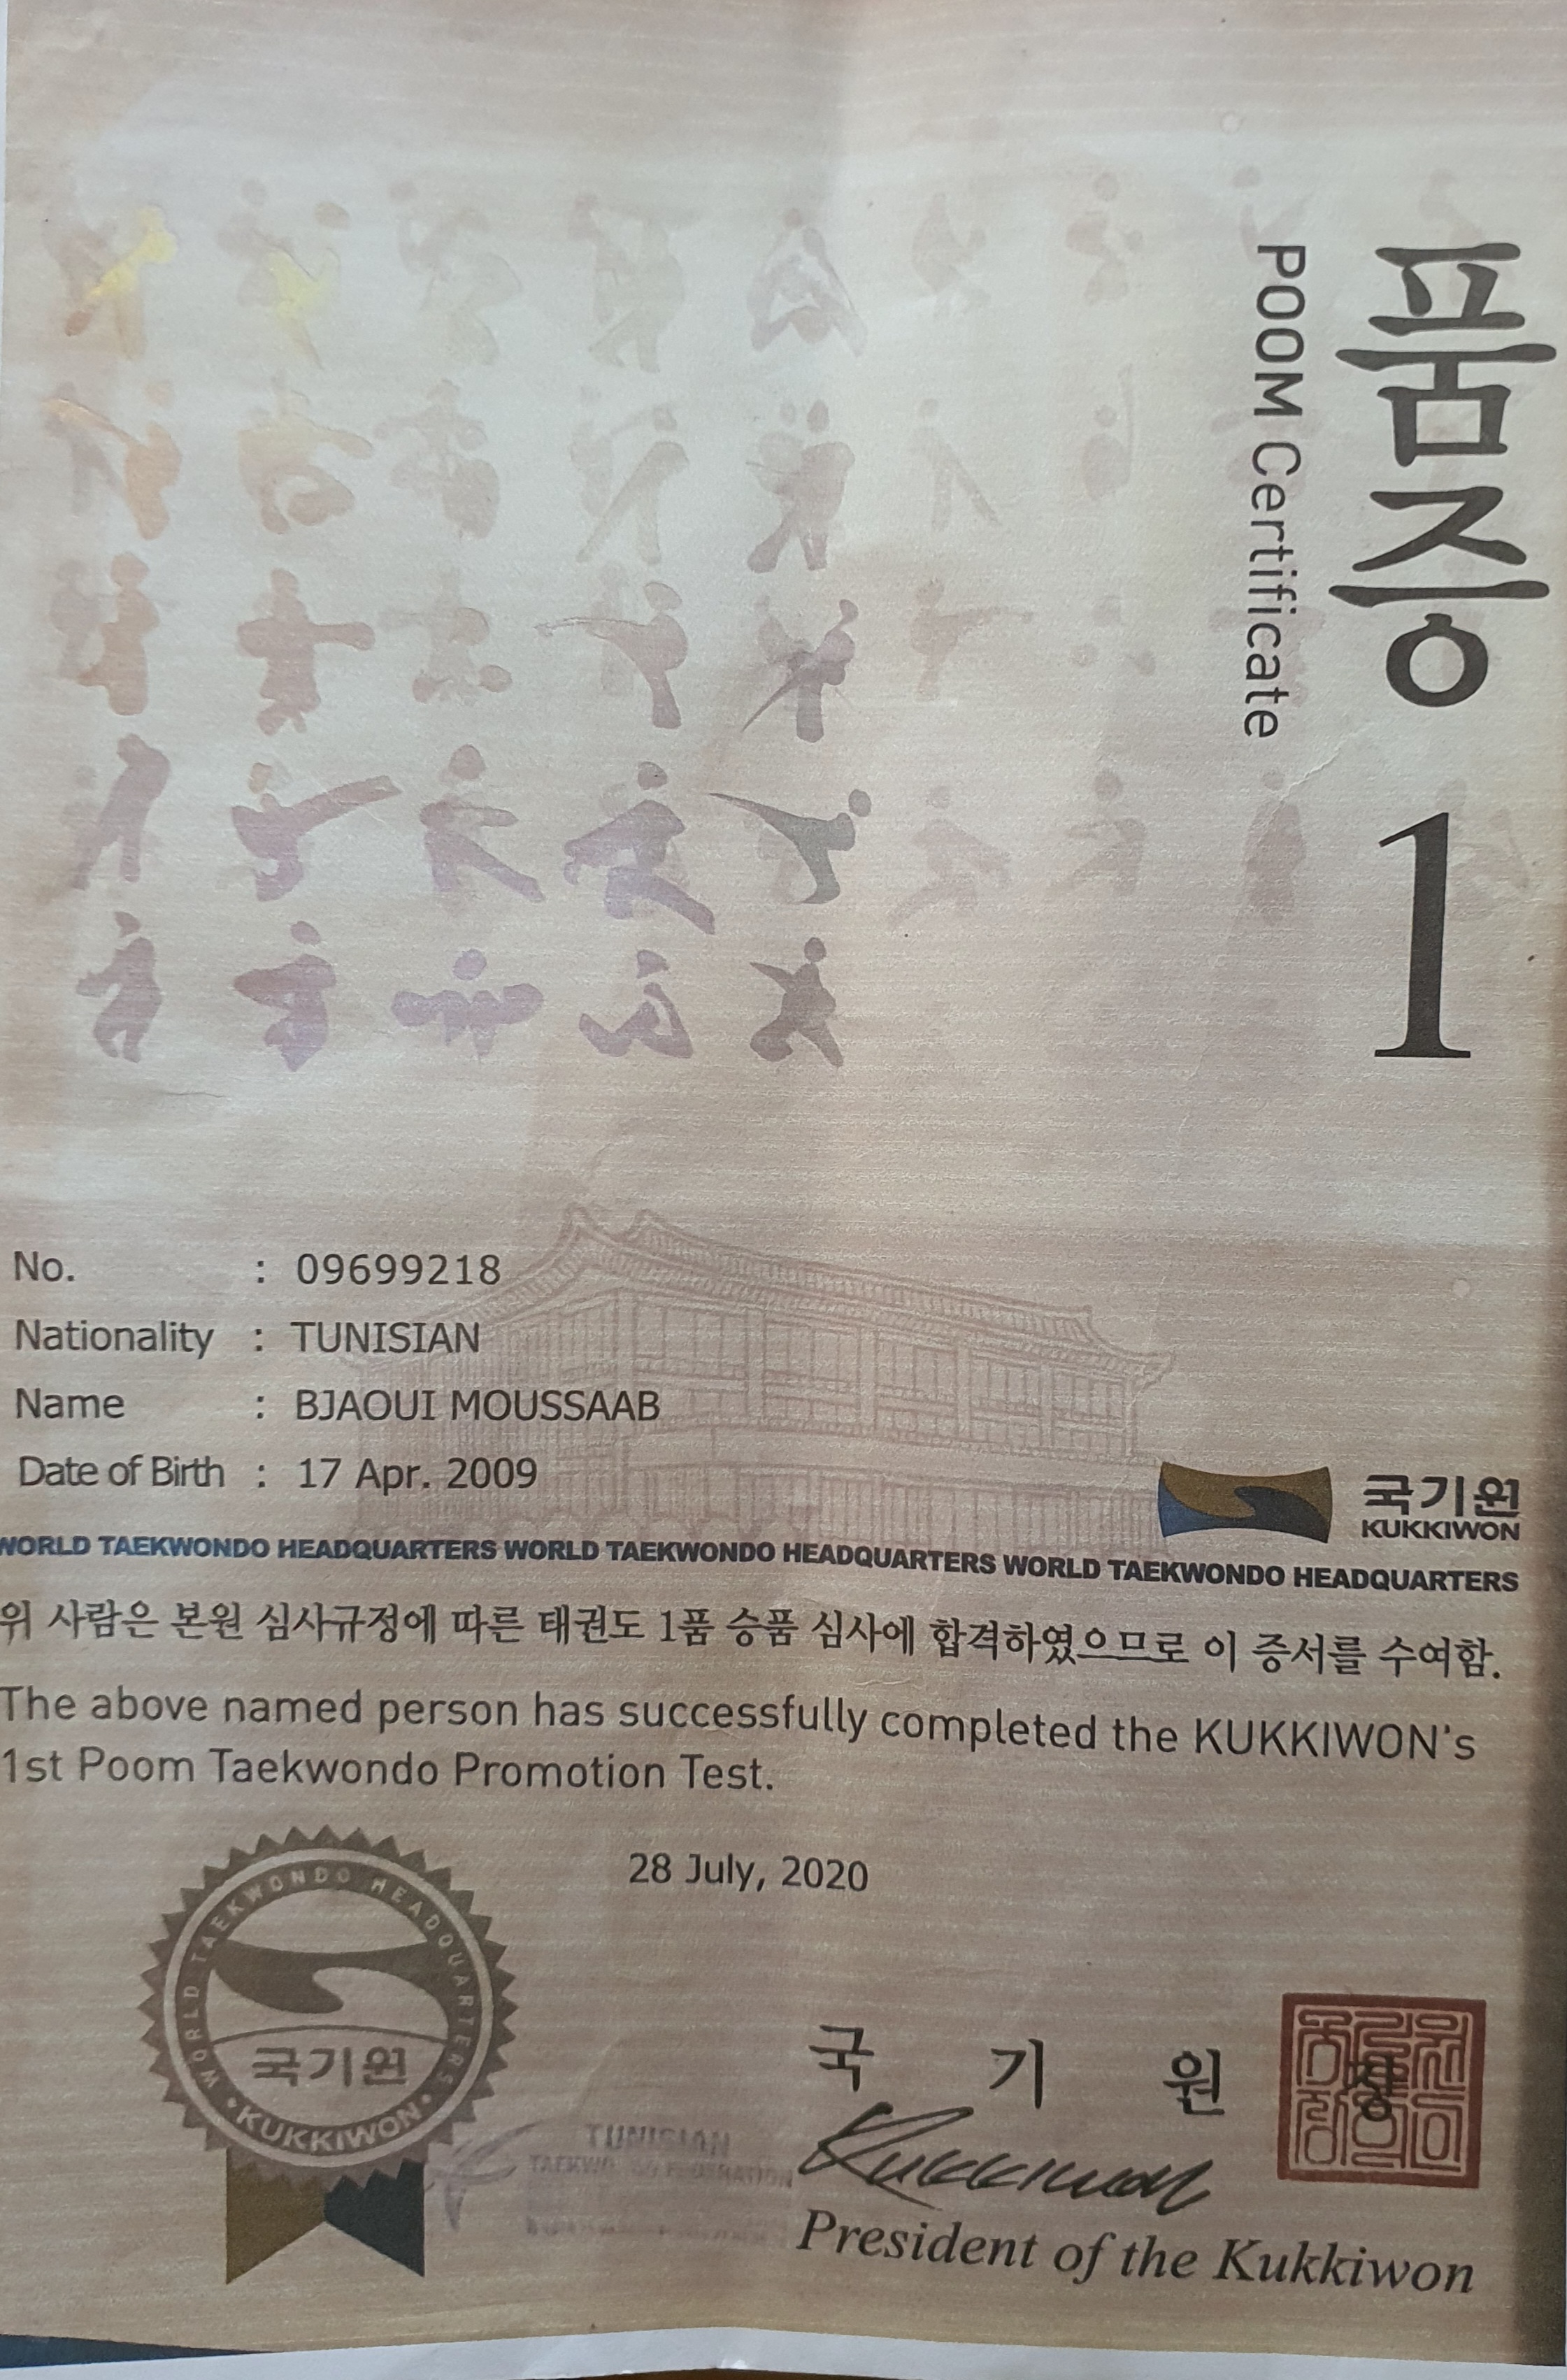 품증 1
POOM Certificate
No. : 09699218
Nationality : TUNISIAN
Name : BJAOUI MOUSSAAB
Date of Birth : 17 Apr. 2009
국기원
KUKKIWON
WORLD TAEKWONDO HEADQUARTERS WORLD TAEKWONDO HEADQUARTERS WORLD TAEKWONDO HEADQUARTERS
위 사람은 본원 심사규정에 따른 태권도 1품 승품 심사에 합격하였으므로 이 증서를 수여함.
The above named person has successfully completed the KUKKIWON's
1st Poom Taekwondo Promotion Test.
28 July, 2020
WORLD TAEKWONDO HEADQUARTERS
국기원
•KUKKIWON•
국 기 원 장
Kukkiwon
TUNISIAN
TAEKWONDO FEDERATION
President of the Kukkiwon